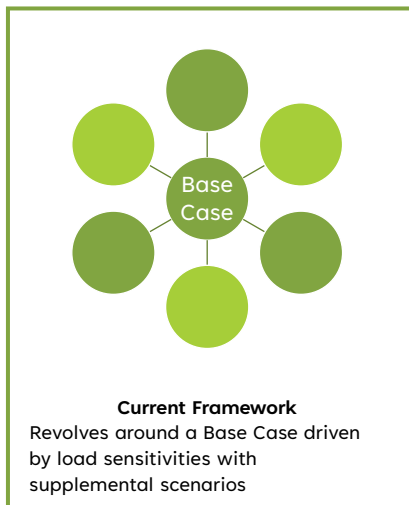 Base
Case
Current Framework
Revolves around a Base Case driven
by load sensitivities with
supplemental scenarios